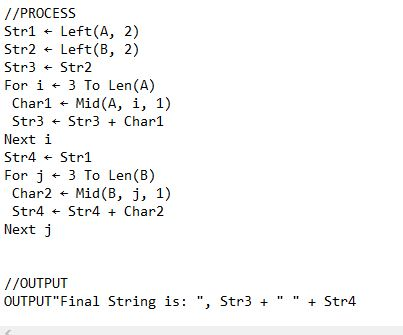 //PROCESS
Str1 ← Left(A, 2)
Str2 ← Left(B, 2)
Str3 ← Str2
For i ← 3 To Len(A)
 Char1 ← Mid(A, i, 1)
 Str3 ← Str3 + Char1
Next i
Str4 ← Str1
For j ← 3 To Len(B)
 Char2 ← Mid(B, j, 1)
 Str4 ← Str4 + Char2
Next j
//OUTPUT
OUTPUT"Final String is: ", Str3 + " " + Str4